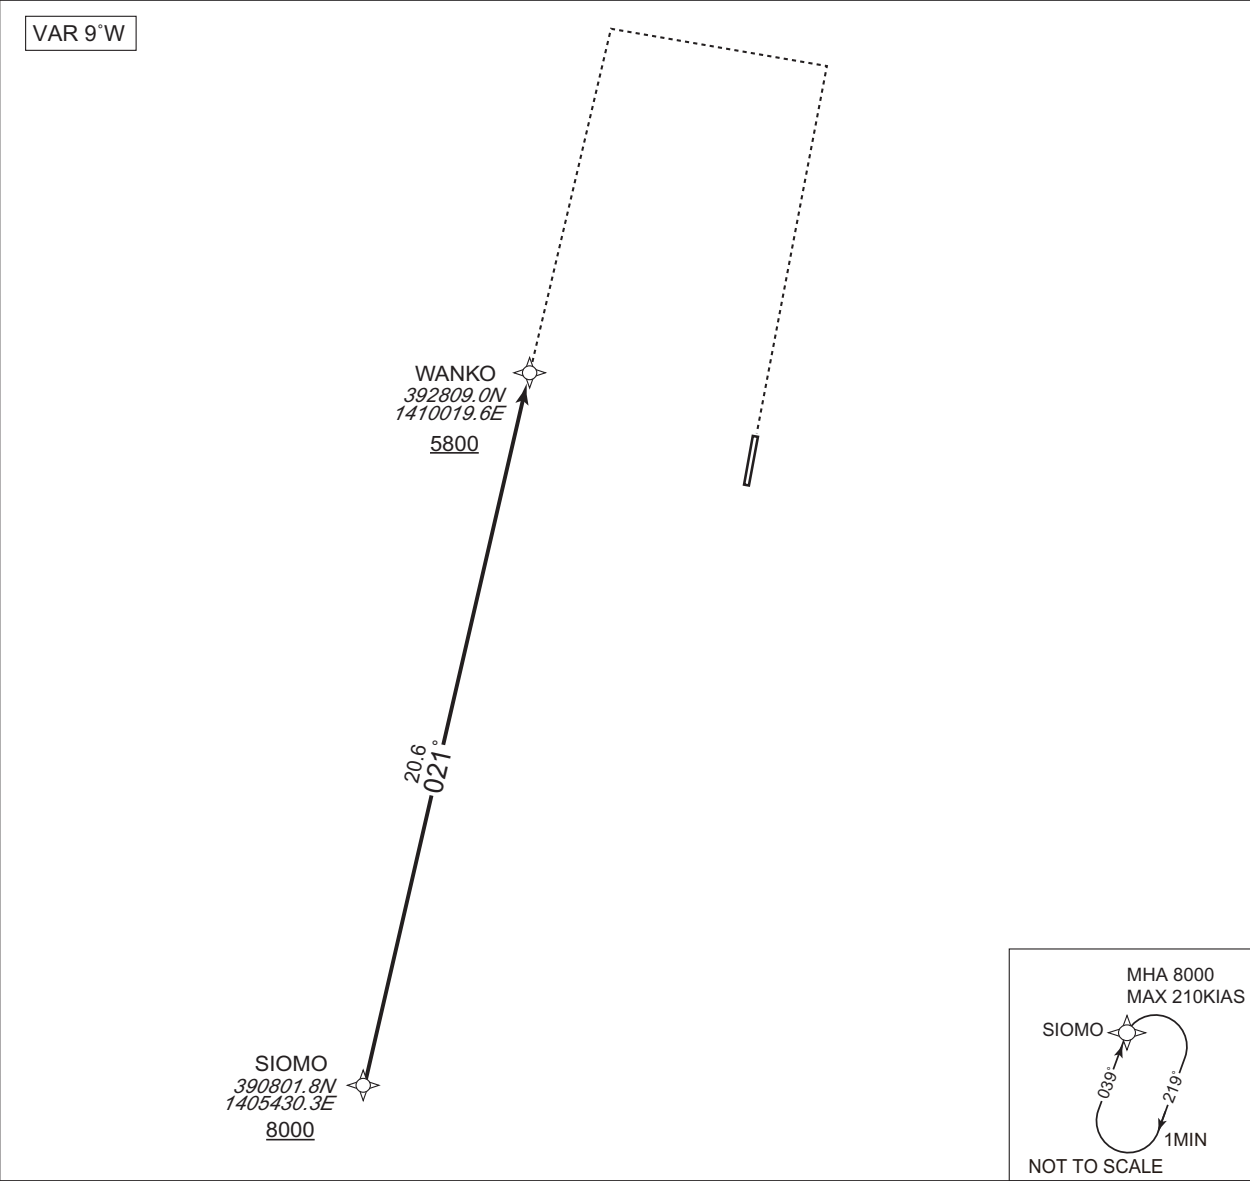 VAR 9°W
WANKO
392809.0N
1410019.6E
5800
20.6
021°
SIOMO
390801.8N
1405430.3E
8000
MHA 8000
MAX 210KIAS
SIOMO
039°
219°
1MIN
NOT TO SCALE